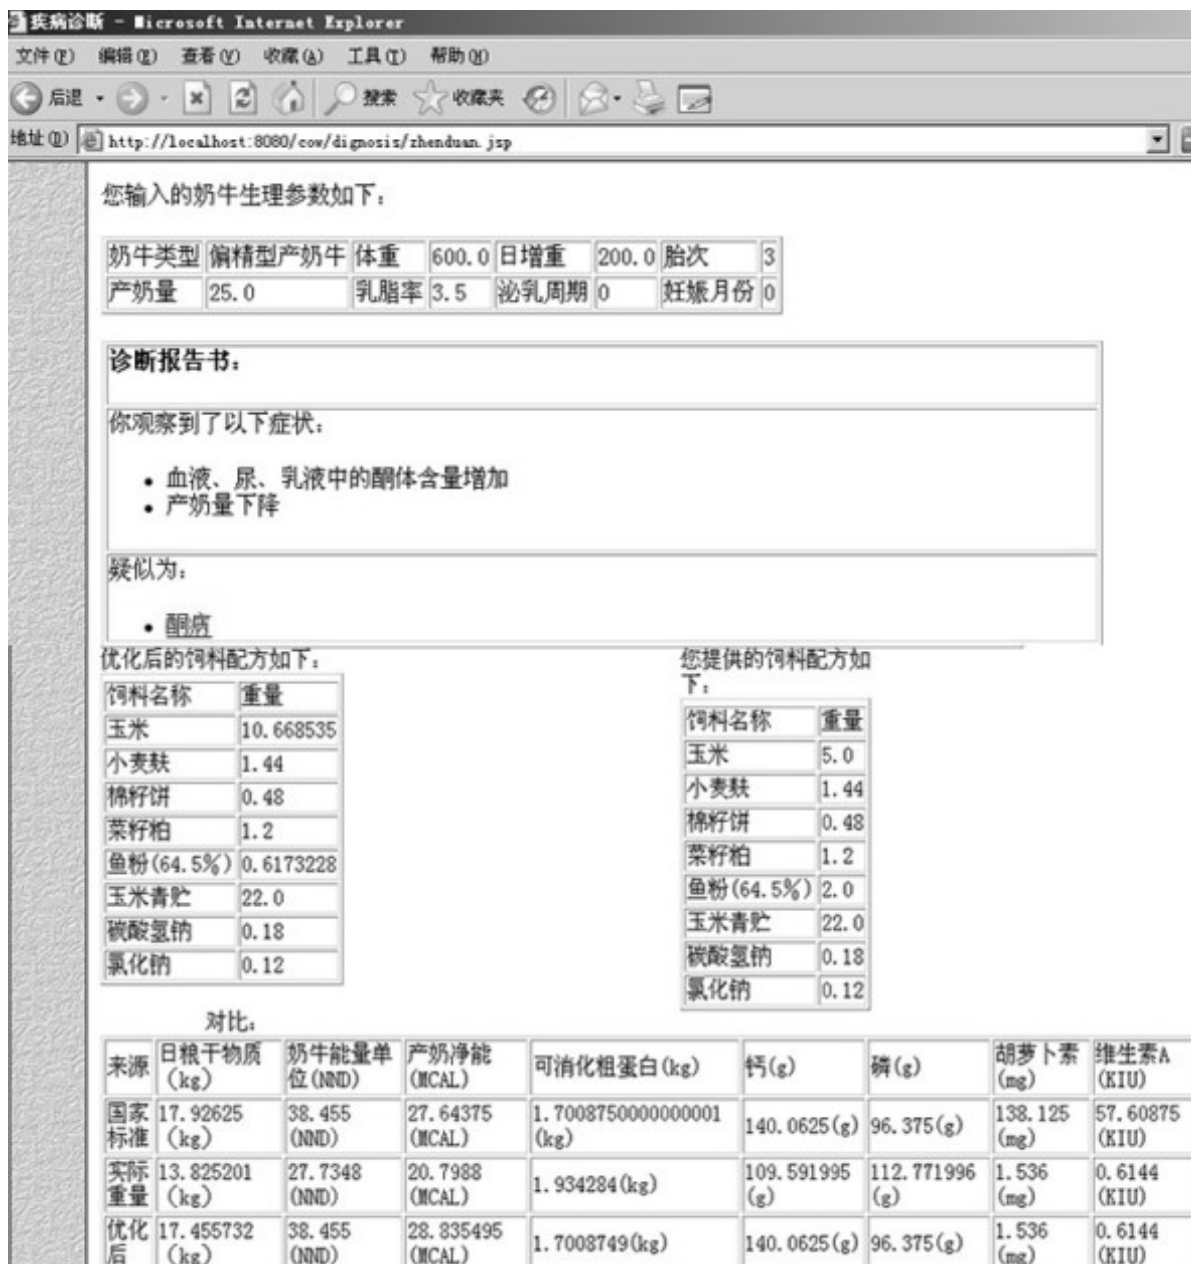 疾病诊断 - Microsoft Internet Explorer
文件(F) 编辑(E) 查看(V) 收藏(A) 工具(T) 帮助(H)
后退 搜索 收藏夹
地址(D) http://localhost:8080/cow/dignosis/zhenduan.jsp
您输入的奶牛生理参数如下:
奶牛类型 偏精型产奶牛 体重 600.0 日增重 200.0 胎次 3
产奶量 25.0 乳脂率 3.5 泌乳周期 0 妊娠月份 0
诊断报告书:
你观察到了以下症状:
• 血液、尿、乳液中的酮体含量增加
• 产奶量下降
疑似为:
• 酮病
优化后的饲料配方如下:
饲料名称 重量
玉米 10.668535
小麦麸 1.44
棉籽饼 0.48
菜籽粕 1.2
鱼粉(64.5%) 0.6173228
玉米青贮 22.0
碳酸氢钠 0.18
氯化钠 0.12
您提供的饲料配方如
下:
饲料名称 重量
玉米 5.0
小麦麸 1.44
棉籽饼 0.48
菜籽粕 1.2
鱼粉(64.5%) 2.0
玉米青贮 22.0
碳酸氢钠 0.18
氯化钠 0.12
对比:
来源 日粮干物质(kg) 奶牛能量单位(NND) 产奶净能(MCAL) 可消化粗蛋白(kg) 钙(g) 磷(g) 胡萝卜素(mg) 维生素A(KIU)
国家标准 17.92625(kg) 38.455(NND) 27.64375(MCAL) 1.7008750000000001(kg) 140.0625(g) 96.375(g) 138.125(mg) 57.60875(KIU)
实际重量 13.825201(kg) 27.7348(NND) 20.7988(MCAL) 1.934284(kg) 109.591995(g) 112.771996(g) 1.536(mg) 0.6144(KIU)
优化后 17.455732(kg) 38.455(NND) 28.835495(MCAL) 1.7008749(kg) 140.0625(g) 96.375(g) 1.536(mg) 0.6144(KIU)